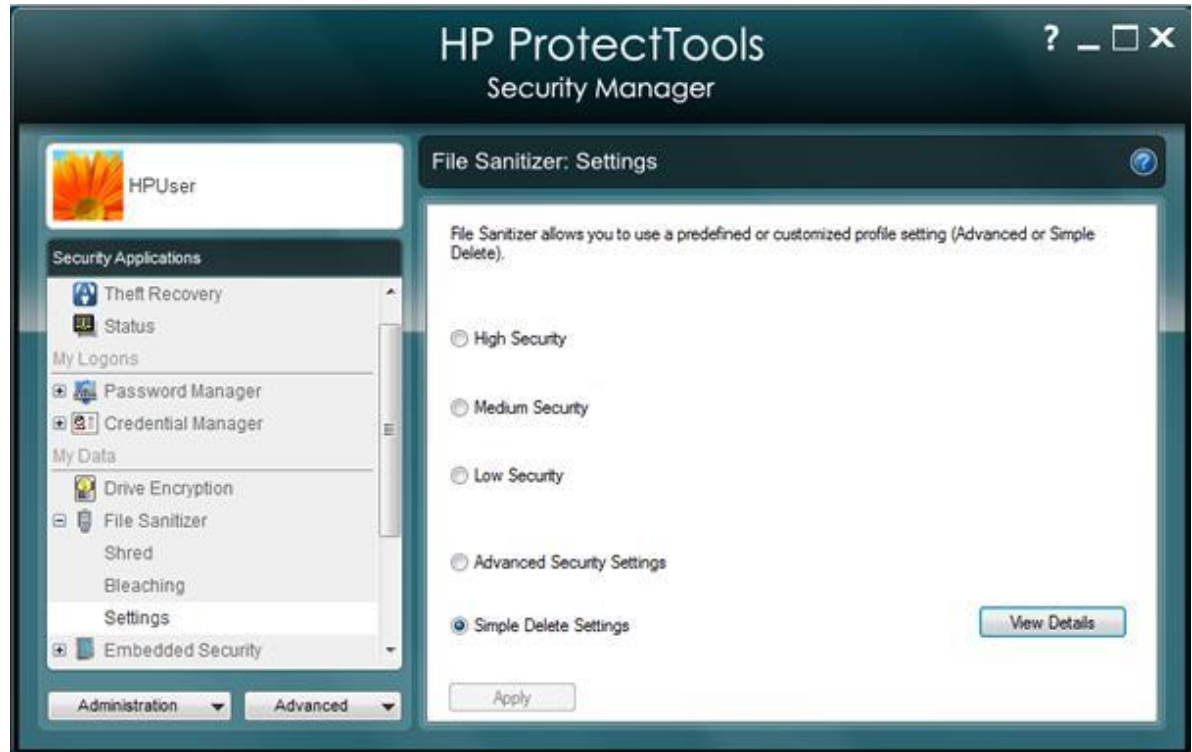 HP ProtectTools
Security Manager
?
HPUser
Security Applications
Theft Recovery
Status
My Logons
Password Manager
Credential Manager
My Data
Drive Encryption
File Sanitizer
Shred
Bleaching
Settings
Embedded Security
Administration
Advanced
File Sanitizer: Settings
?
File Sanitizer allows you to use a predefined or customized profile setting (Advanced or Simple
Delete).
High Security
Medium Security
Low Security
Advanced Security Settings
Simple Delete Settings
View Details
Apply